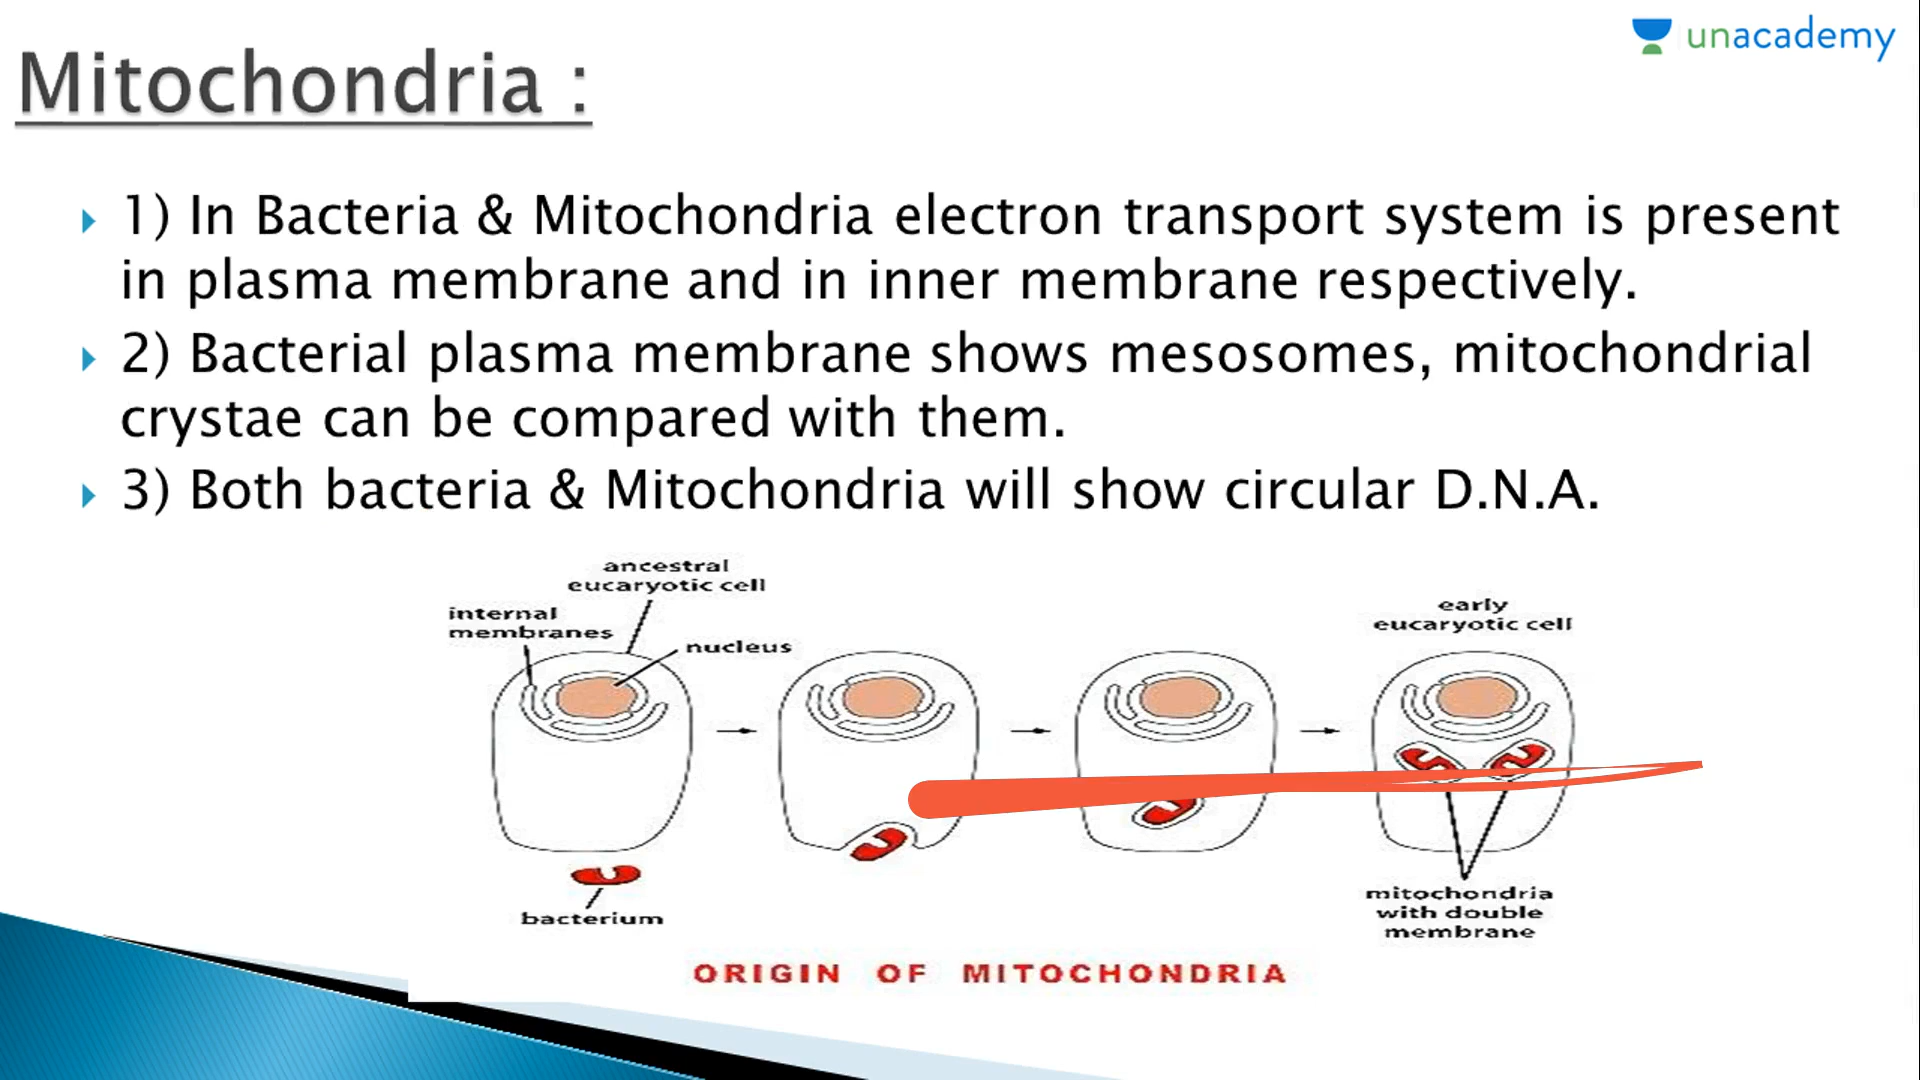 unacademy
Mitochondria :
1) In Bacteria & Mitochondria electron transport system is present
in plasma membrane and in inner membrane respectively.
2) Bacterial plasma membrane shows mesosomes, mitochondrial
crystae can be compared with them.
3) Both bacteria & Mitochondria will show circular D.N.A.
ancestral
eucaryotic cell
internal
membranes
nucleus
early
eucaryotic cell
bacterium
mitochondria
with double
membrane
ORIGIN OF MITOCHONDRIA